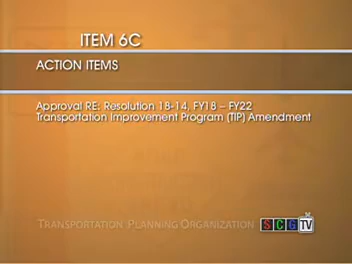 ITEM 6C
ACTION ITEMS
Approval RE: Resolution 18-14, FY18 – FY22
Transportation Improvement Program (TIP) Amendment
TRANSPORTATION PLANNING ORGANIZATION SCG TV